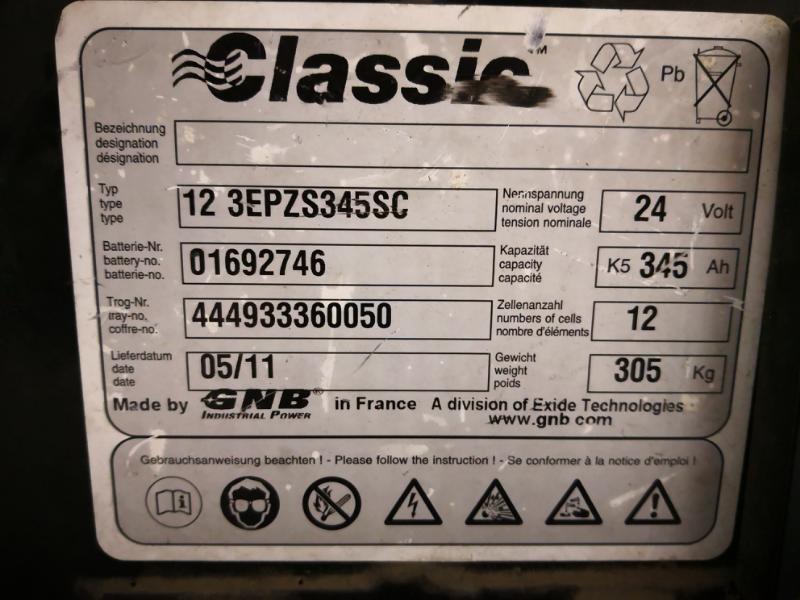 Classic™
Pb
Bezeichnung
designation
désignation
Typ
type
type
12 3EPZS345SC
Nennspannung
nominal voltage
tension nominale
24 Volt
Batterie-Nr.
battery-no.
batterie-no.
01692746
Kapazität
capacity
capacité
K5 345 Ah
Trog-Nr.
tray-no.
coffre-no.
444933360050
Zellenanzahl
numbers of cells
nombre d'éléments
12
Lieferdatum
date
date
05/11
Gewicht
weight
poids
305 Kg
Made by GNB® INDUSTRIAL POWER in France A division of Exide Technologies
www.gnb com
Gebrauchsanweisung beachten ! - Please follow the instruction ! - Se conformer à la notice d'emploi !